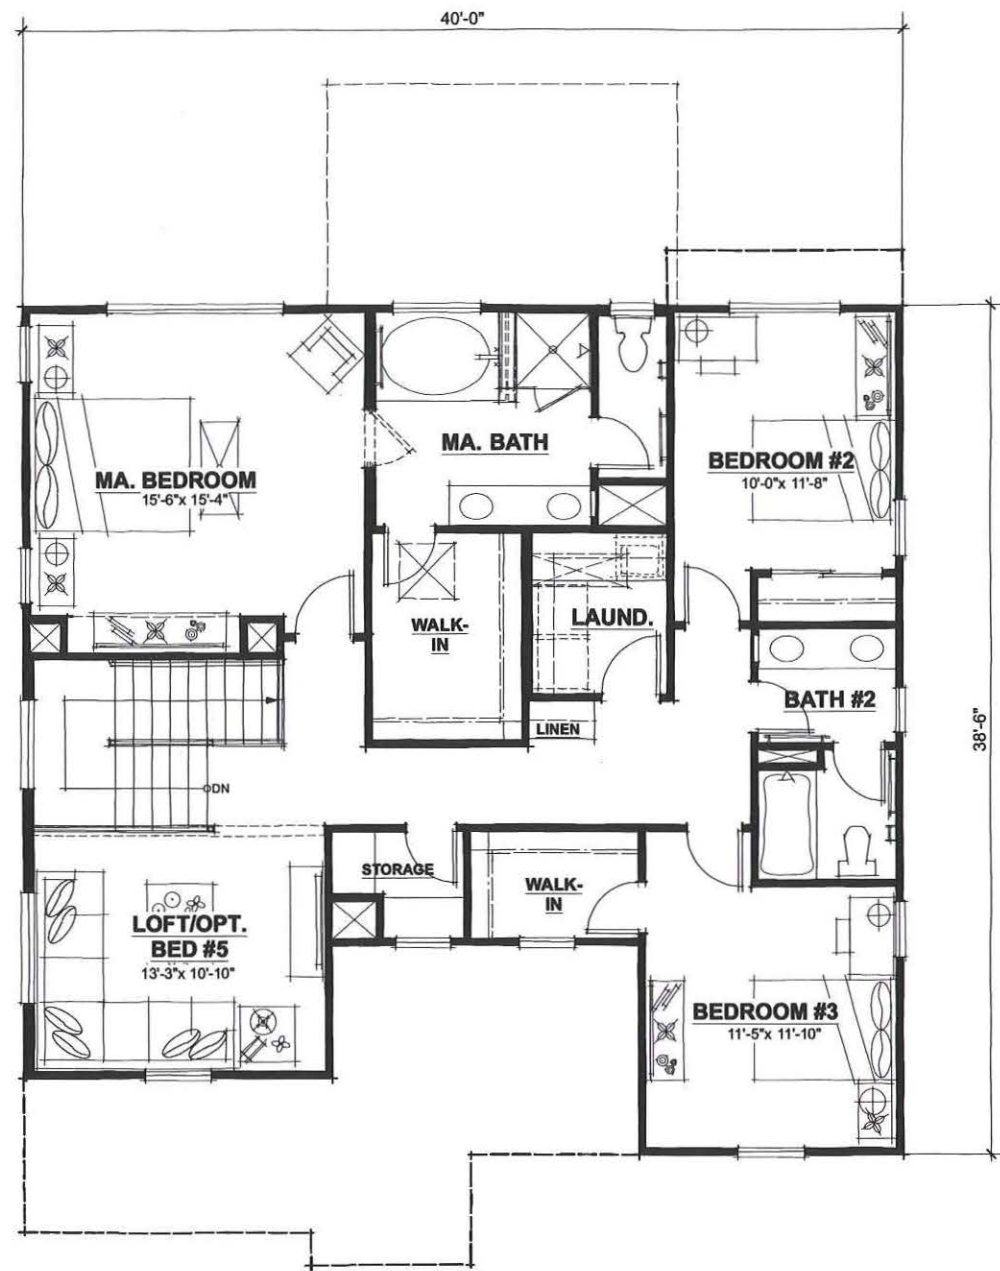 40'-0"
MA. BATH
BEDROOM #2
10'-0"x 11'-8"
MA. BEDROOM
15'-6"x 15'-4"
WALK-
IN
LAUND.
BATH #2
LINEN
38'-6"
DN
STORAGE
WALK-
IN
LOFT/OPT.
BED #5
13'-3"x 10'-10"
BEDROOM #3
11'-5"x 11'-10"